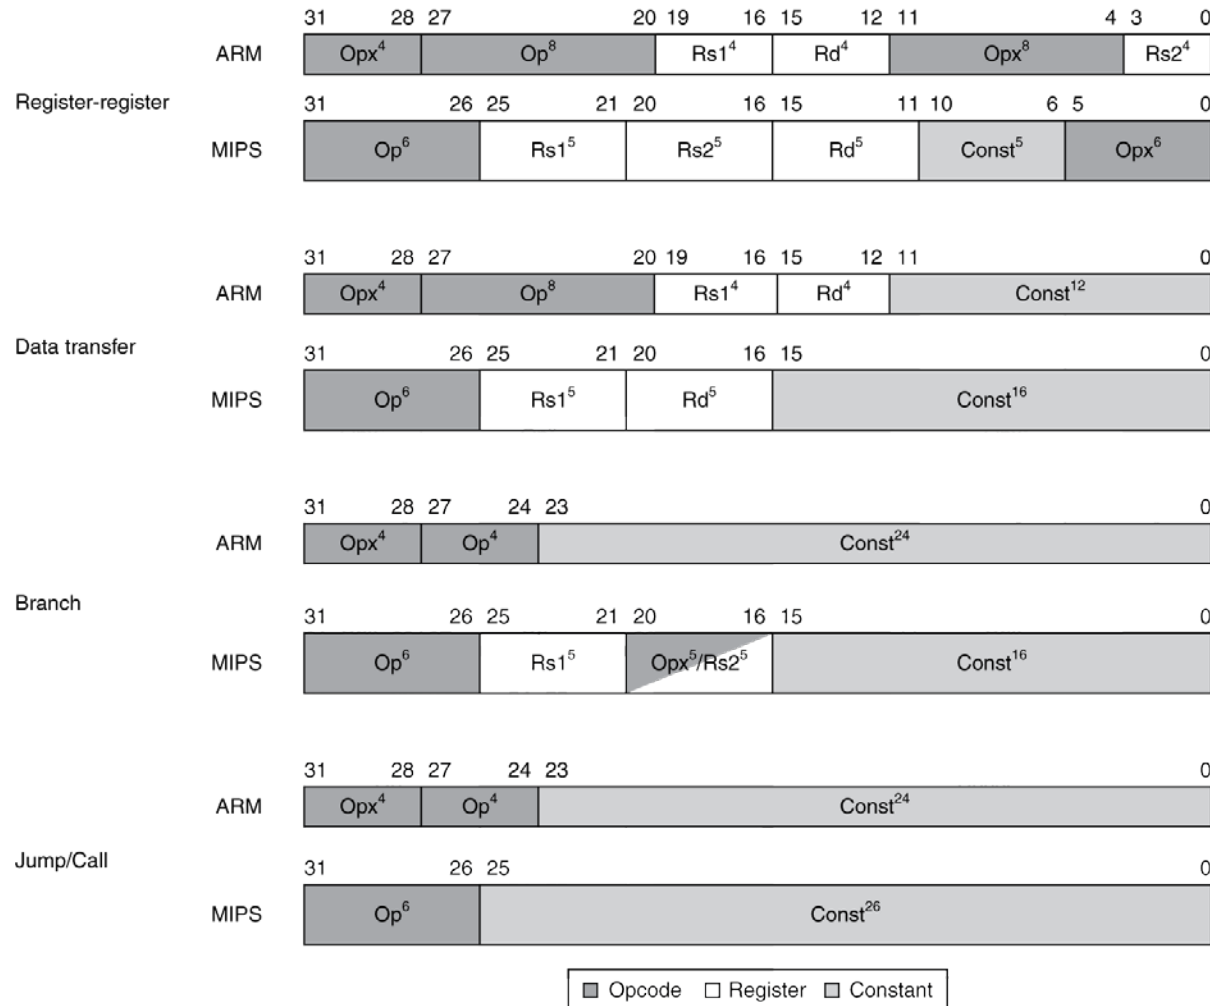 31 28 27 20 19 16 15 12 11 4 3 0
ARM Opx⁴ Op⁸ Rs1⁴ Rd⁴ Opx⁸ Rs2⁴
Register-register 31 26 25 21 20 16 15 11 10 6 5 0
MIPS Op⁶ Rs1⁵ Rs2⁵ Rd⁵ Const⁵ Opx⁶
31 28 27 20 19 16 15 12 11 0
ARM Opx⁴ Op⁸ Rs1⁴ Rd⁴ Const¹²
Data transfer 31 26 25 21 20 16 15 0
MIPS Op⁶ Rs1⁵ Rd⁵ Const¹⁶
31 28 27 24 23 0
ARM Opx⁴ Op⁴ Const²⁴
Branch 31 26 25 21 20 16 15 0
MIPS Op⁶ Rs1⁵ Opx⁵/Rs2⁵ Const¹⁶
31 28 27 24 23 0
ARM Opx⁴ Op⁴ Const²⁴
Jump/Call 31 26 25 0
MIPS Op⁶ Const²⁶
Opcode Register Constant